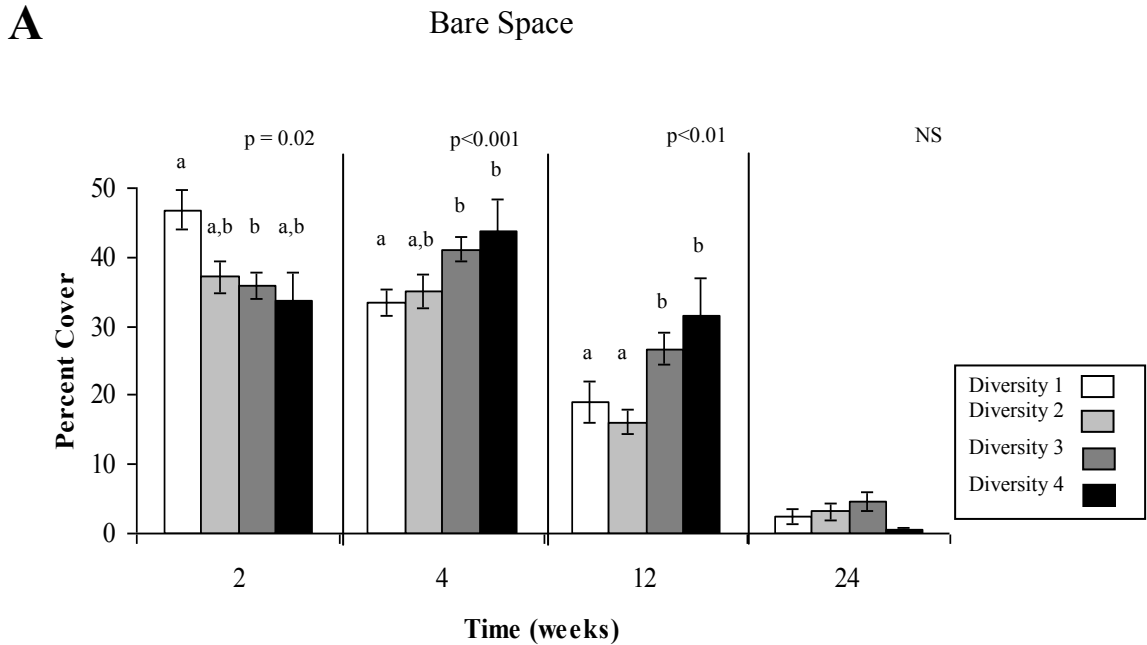 A
Bare Space
p = 0.02
p<0.001
p<0.01
NS
a
a,b
b
a,b
a
a,b
b
b
a
a
b
b
50
40
30
20
10
0
Percent Cover
2
4
12
24
Time (weeks)
Diversity 1
Diversity 2
Diversity 3
Diversity 4